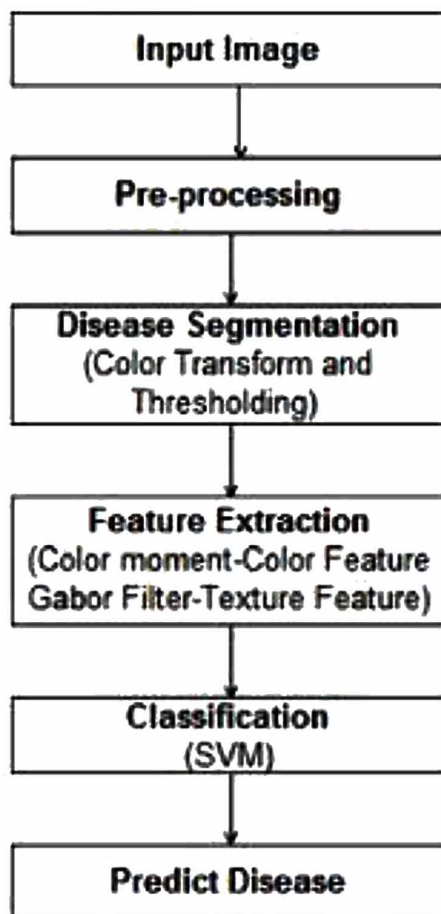 Input Image
Pre-processing
Disease Segmentation
(Color Transform and
Thresholding)
Feature Extraction
(Color moment-Color Feature
Gabor Filter-Texture Feature)
Classification
(SVM)
Predict Disease